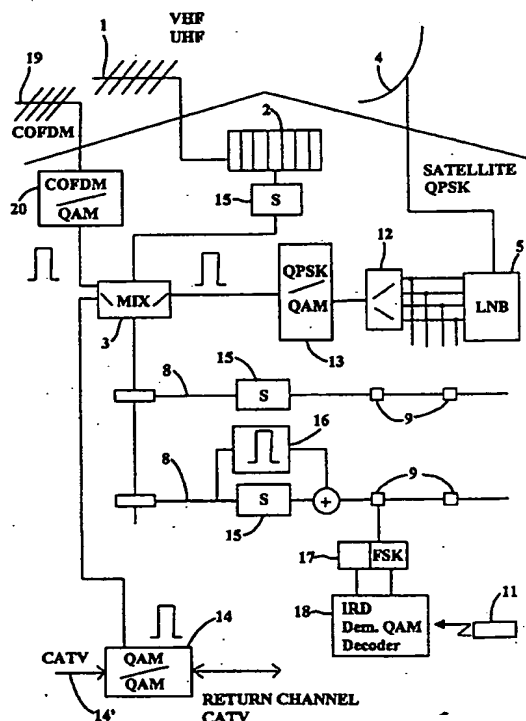 1
VHF
UHF
19
4
COFDM
2
COFDM
QAM
20
15
S
SATELLITE
QPSK
12
5
MIX
3
QPSK
QAM
13
LNB
8
15
S
9
16
8
S
15
+
9
17
FSK
18
IRD
Dem. QAM
Decoder
11
14
CATV
QAM
QAM
14'
RETURN CHANNEL
CATV